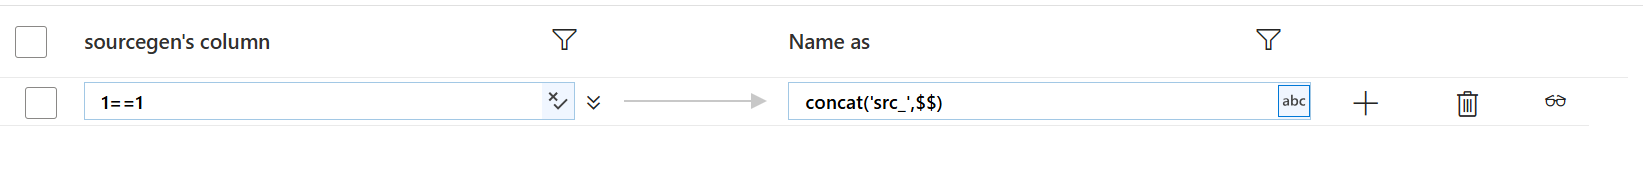 sourcegen's column Name as
1==1 concat('src_',$$) abc